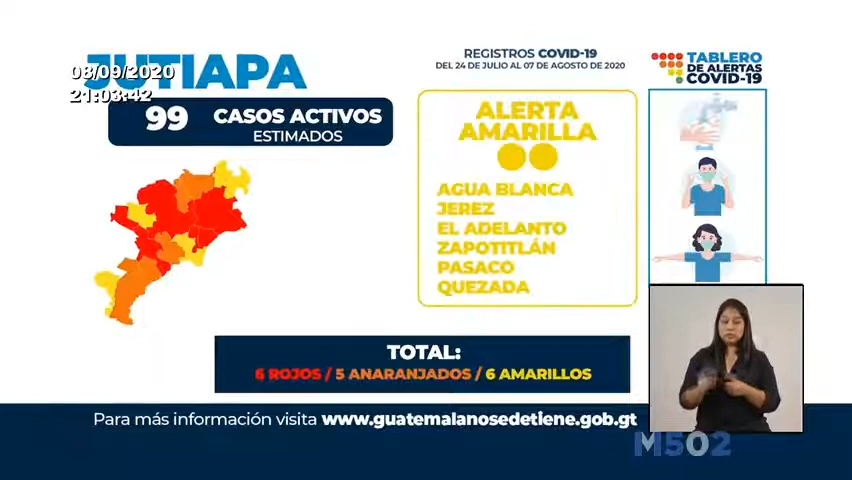 JUTIAPA
08/09/2020
21:03:42
99 CASOS ACTIVOS
ESTIMADOS
REGISTROS COVID-19
DEL 24 DE JULIO AL 07 DE AGOSTO DE 2020
TABLERO
DE ALERTAS
COVID-19
ALERTA
AMARILLA
AGUA BLANCA
JEREZ
EL ADELANTO
ZAPOTITLÁN
PASACO
QUEZADA
TOTAL:
6 ROJOS / 5 ANARANJADOS / 6 AMARILLOS
Para más información visita www.guatemalanosedetiene.gob.gt
M502